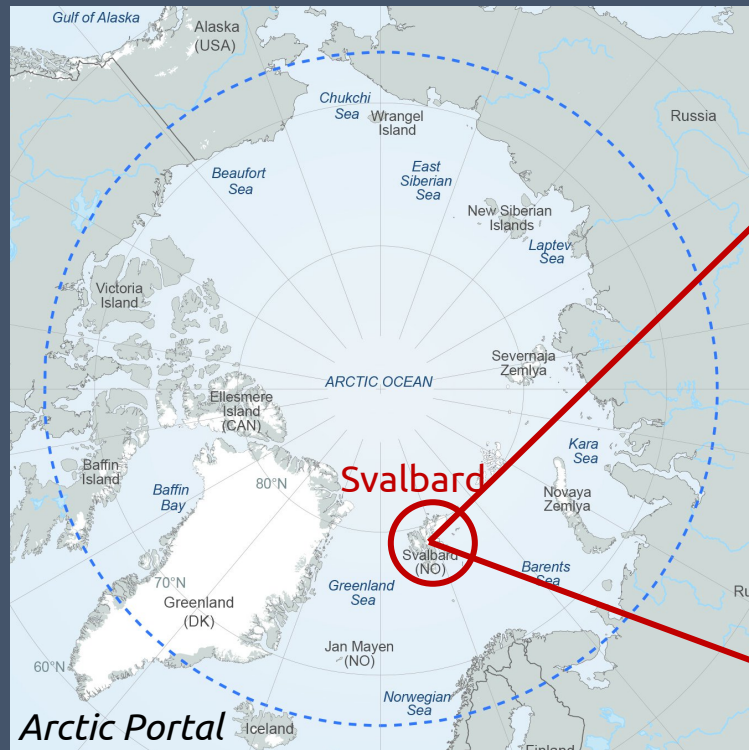 Gulf of Alaska
Alaska
(USA)
Chukchi
Sea
Wrangel
Island
Russia
Beaufort
Sea
East
Siberian
Sea
New Siberian
Islands
Laptev
Sea
Victoria
Island
Severnaja
Zemlya
ARCTIC OCEAN
Ellesmere
Island
(CAN)
Kara
Sea
Baffin
Island
Baffin
Bay
80°N
Svalbard
Novaya
Zemlya
Svalbard
(NO)
Barents
Sea
70°N
Greenland
(DK)
Greenland
Sea
Ru
Jan Mayen
(NO)
60°N
Norwegian
Sea
Arctic Portal
Iceland
Finland